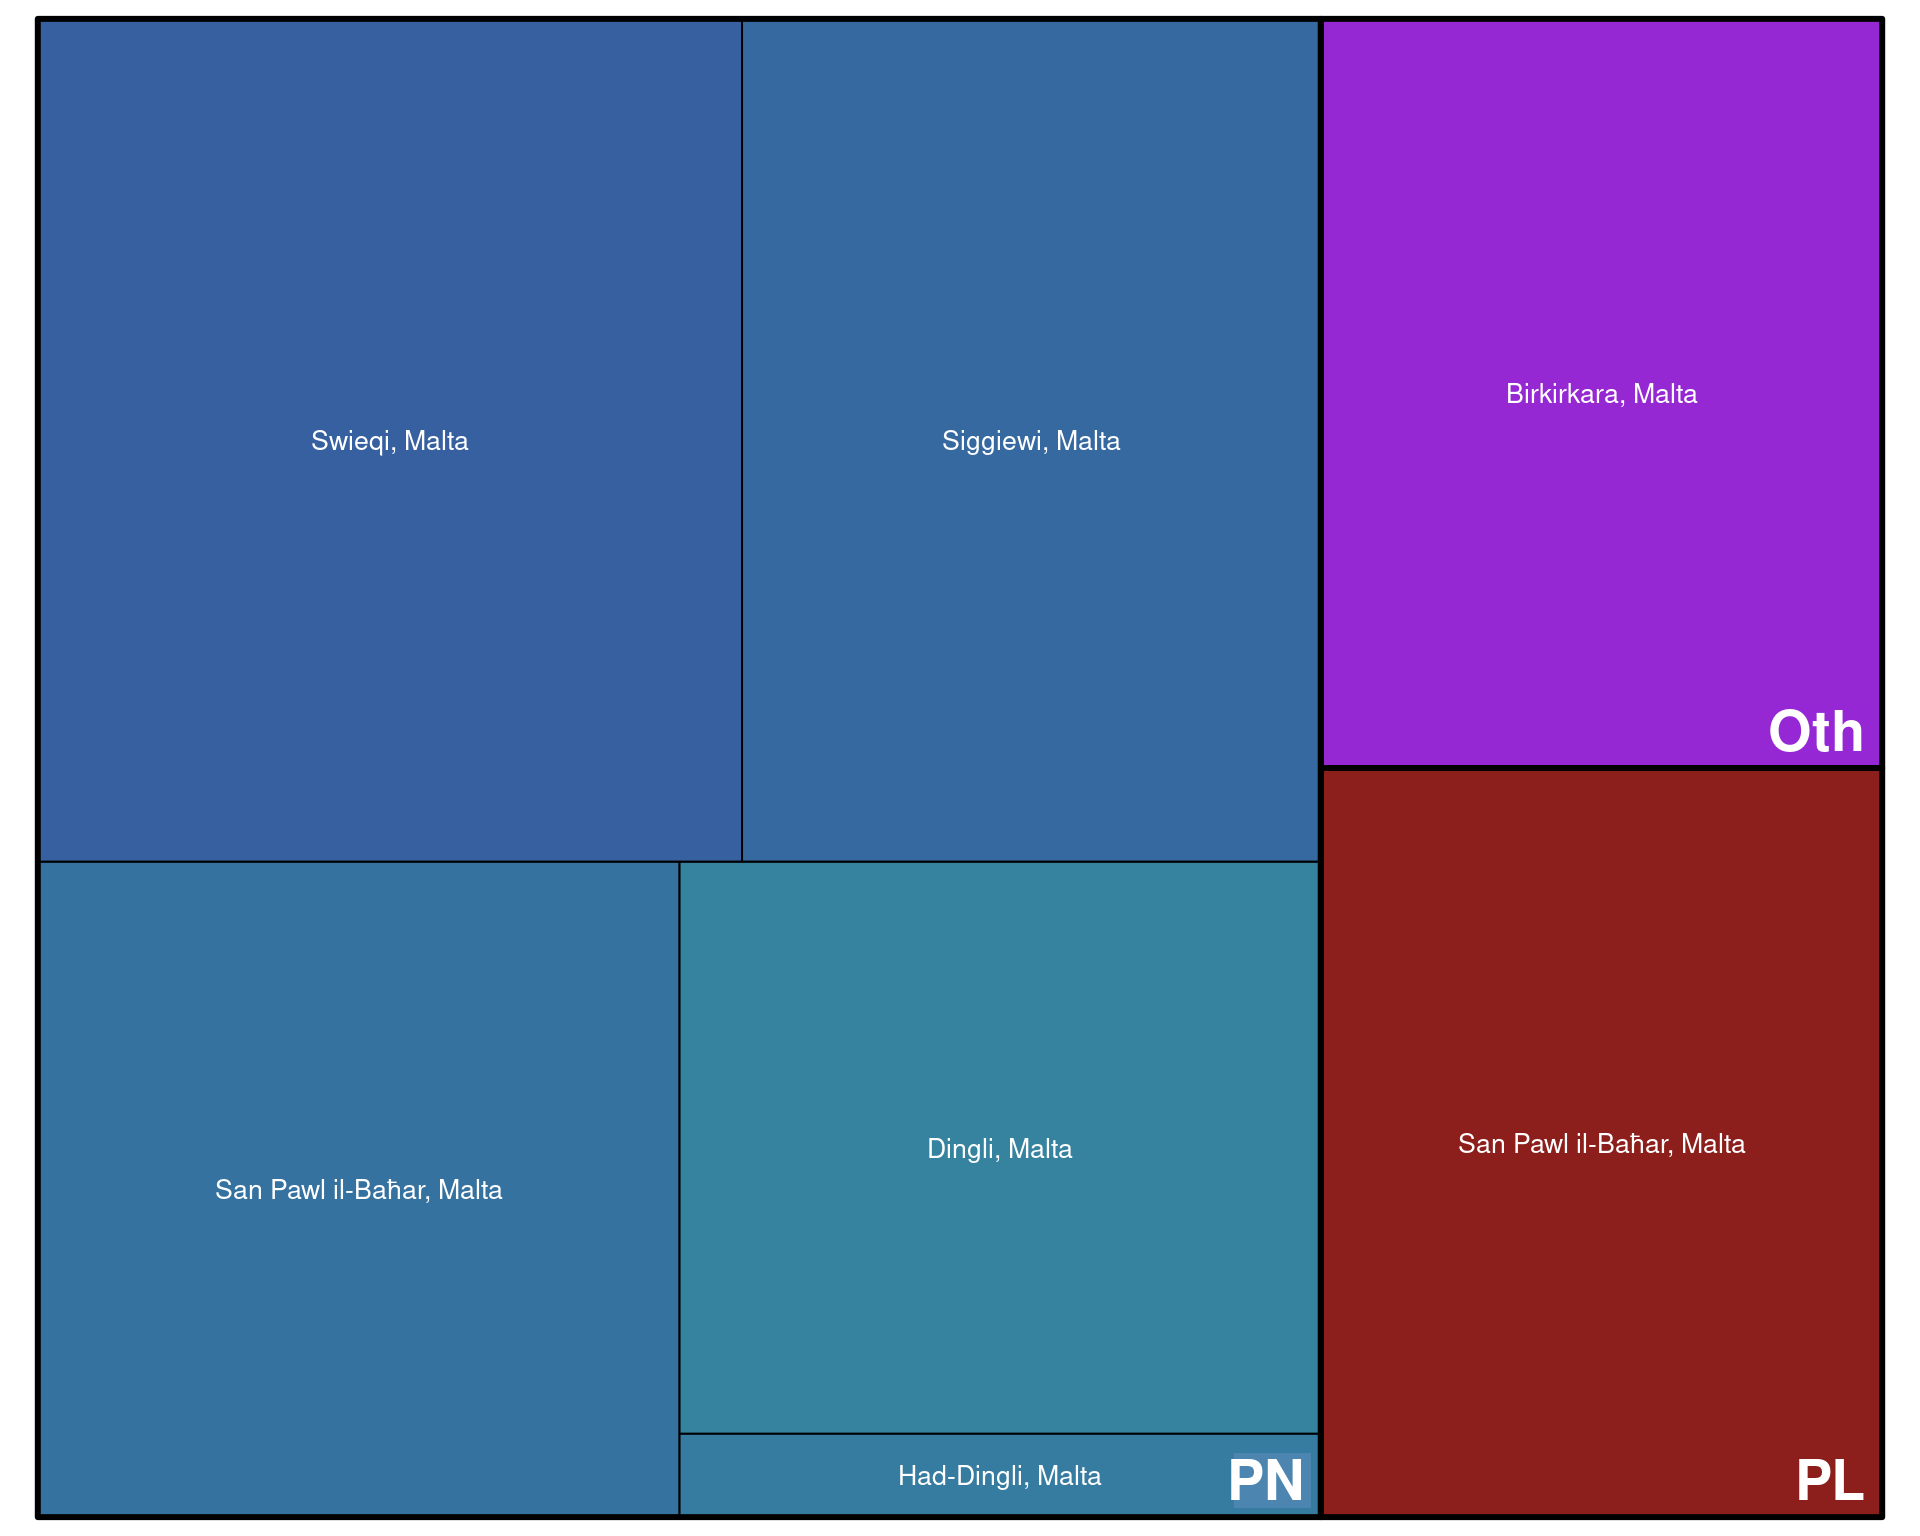 Swieqi, Malta
Siggiewi, Malta
Birkirkara, Malta
Oth
San Pawl il-Baħar, Malta
Dingli, Malta
San Pawl il-Baħar, Malta
Had-Dingli, Malta
PN
PL